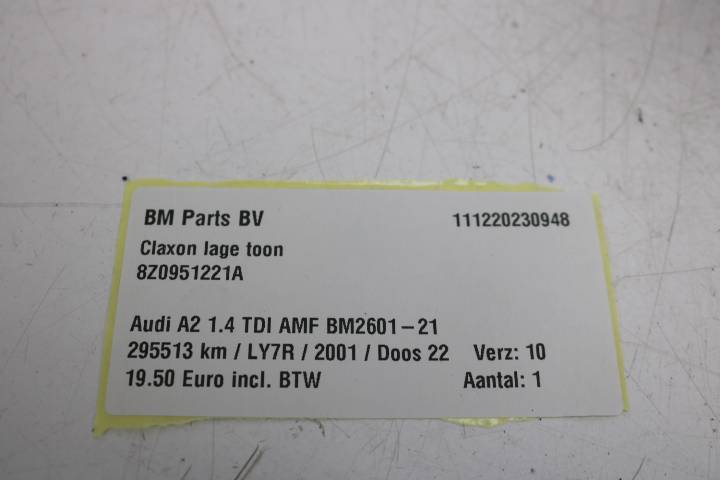 BM Parts BV 111220230948
Claxon lage toon
8Z0951221A
Audi A2 1.4 TDI AMF BM2601-21
295513 km / LY7R / 2001 / Doos 22 Verz: 10
19.50 Euro incl. BTW Aantal: 1